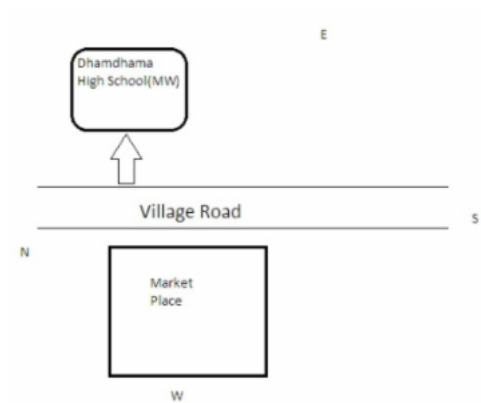 E
Dhamdhama
High School(MW)
Village Road
S
N
Market
Place
W